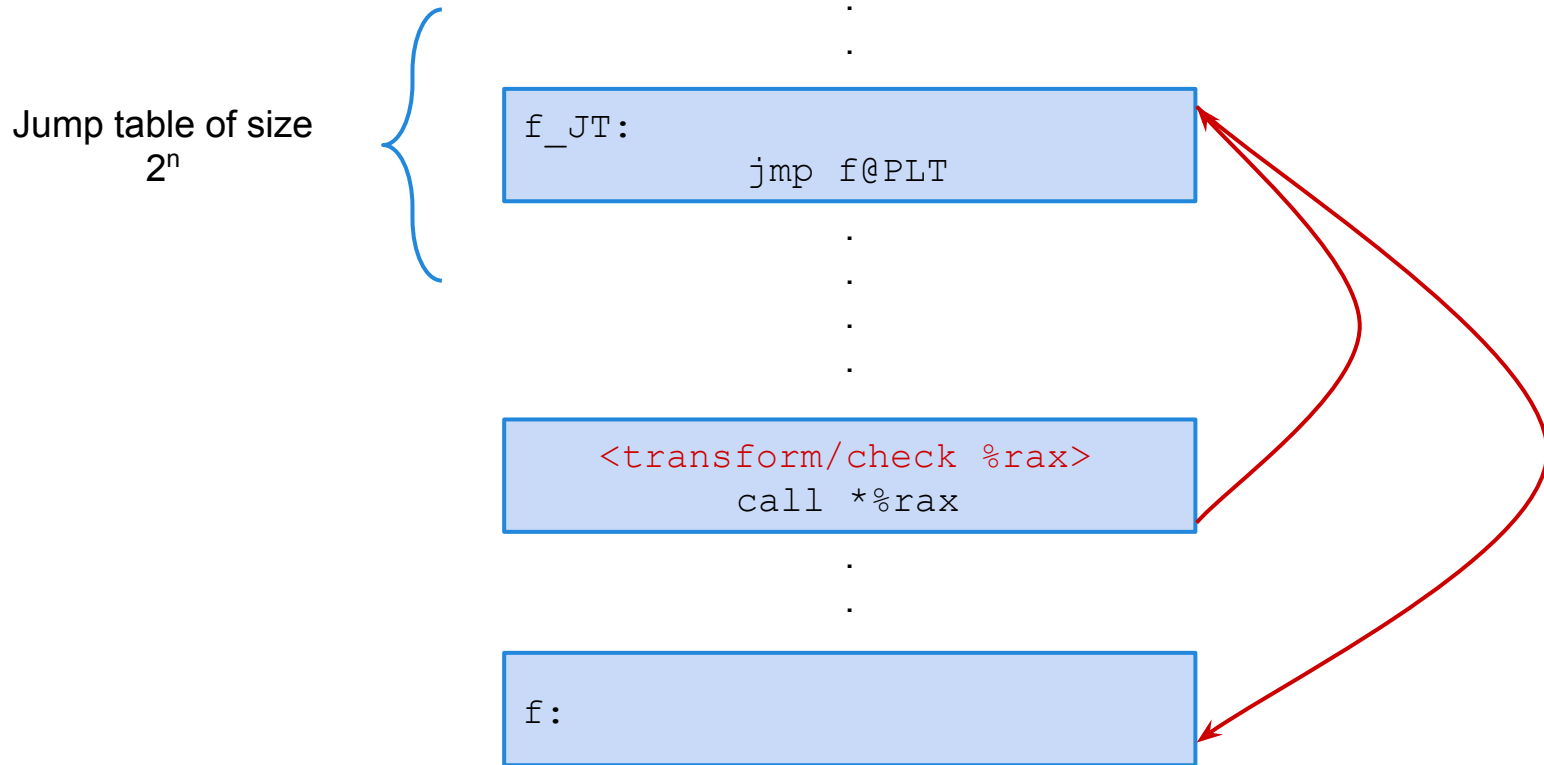 Jump table of size
2ⁿ
.
.
f_JT:
jmp f@PLT
.
.
.
.
<transform/check %rax>
call *%rax
.
.
f: